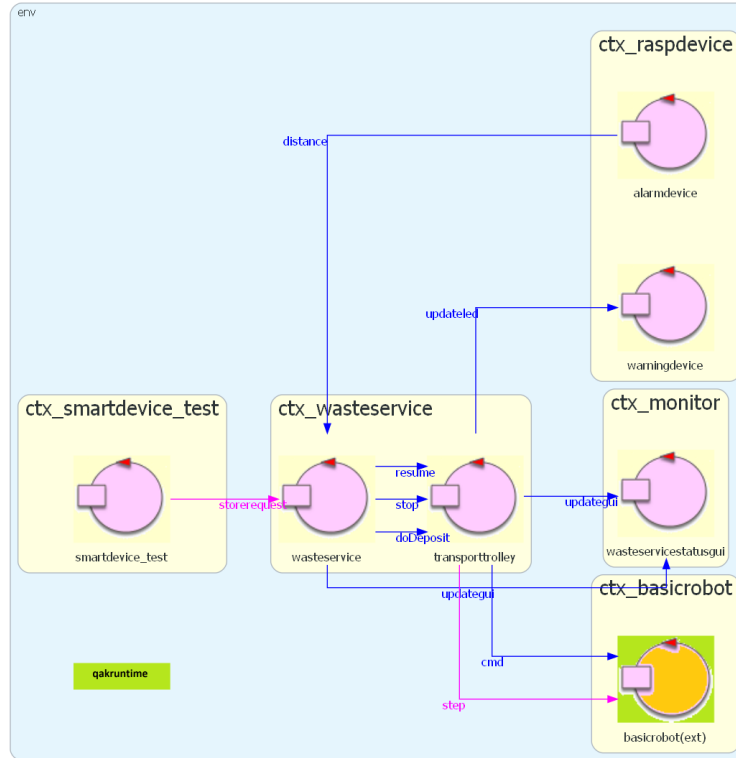 env
ctx_raspdevice
distance
alarmdevice
updateled
warningdevice
ctx_smartdevice_test
ctx_wasteservice
ctx_monitor
resume
storerequest
stop
updategui
doDeposit
smartdevice_test
wasteservice
transporttrolley
wasteservicestatusgui
updategui
ctx_basicrobot
cmd
qakruntime
step
basicrobot(ext)